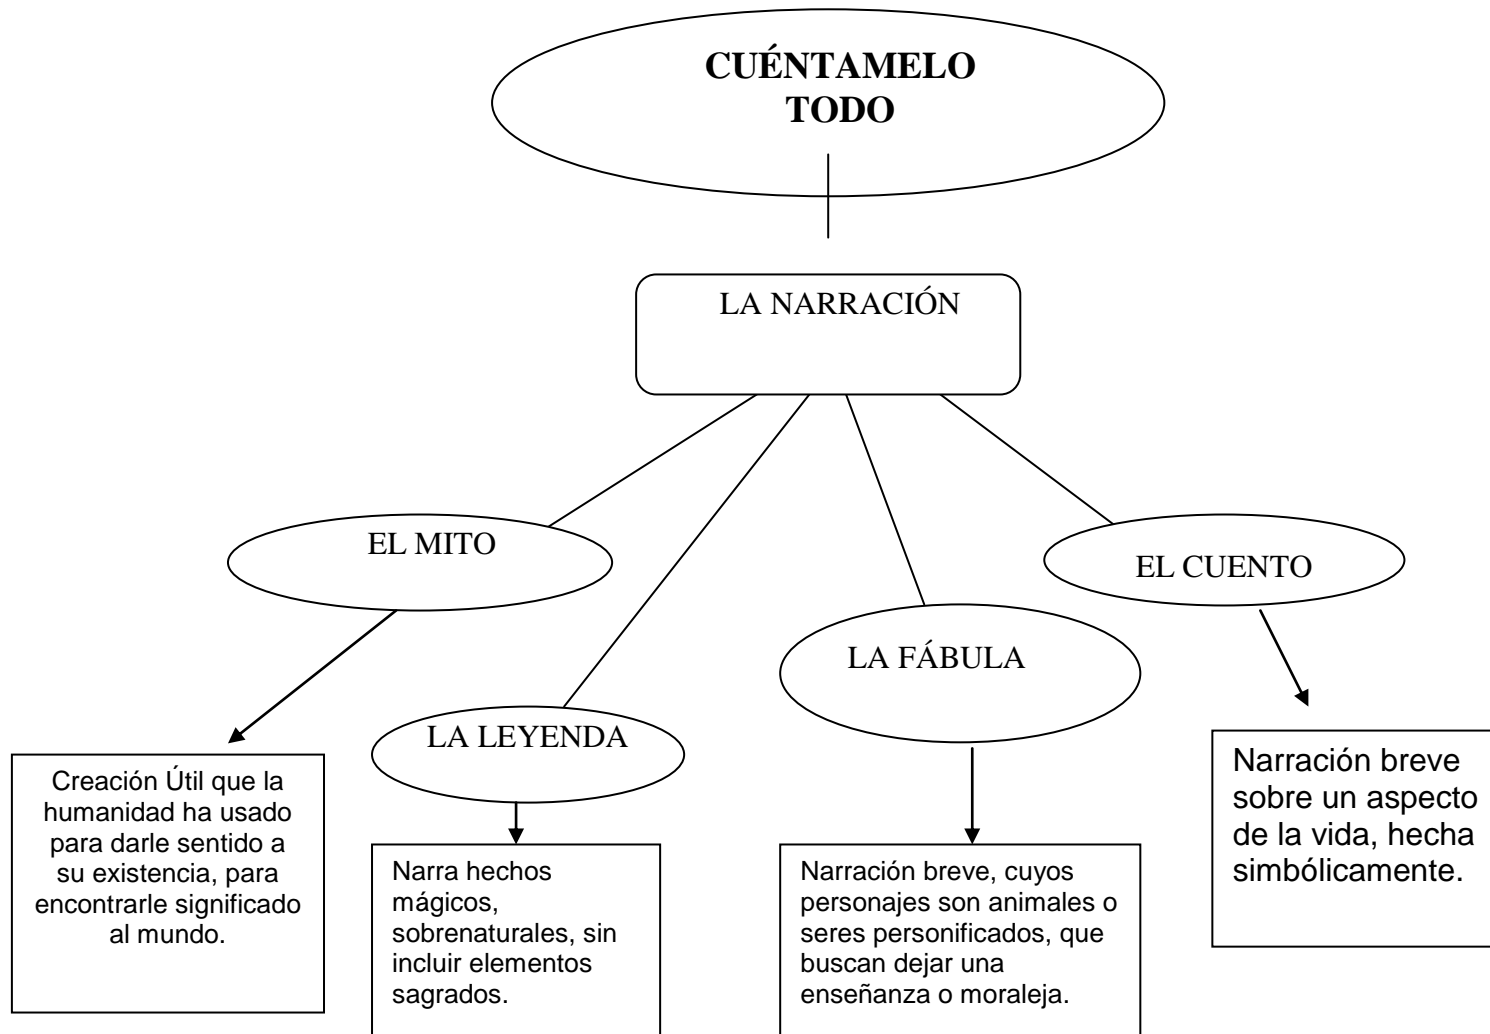 CUÉNTAMELO
TODO
LA NARRACIÓN
EL MITO
EL CUENTO
LA FÁBULA
LA LEYENDA
Creación Útil que la
humanidad ha usado
para darle sentido a
su existencia, para
encontrarle significado
al mundo.
Narra hechos
mágicos,
sobrenaturales, sin
incluir elementos
sagrados.
Narración breve, cuyos
personajes son animales o
seres personificados, que
buscan dejar una
enseñanza o moraleja.
Narración breve
sobre un aspecto
de la vida, hecha
simbólicamente.